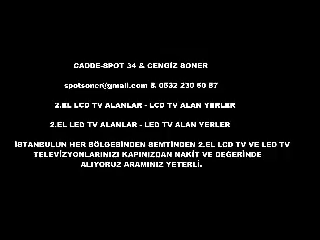 CADDE-SPOT 34 & CENGİZ SONER
spotsoner@gmail.com & 0532 230 60 87
2.EL LCD TV ALANLAR - LCD TV ALAN YERLER
2.EL LED TV ALANLAR - LED TV ALAN YERLER
İSTANBULUN HER BÖLGESİNDEN SEMTİNDEN 2.EL LCD TV VE LED TV
TELEVİZYONLARINIZI KAPINIZDAN NAKİT VE DEĞERİNDE
ALIYORUZ ARAMINIZ YETERLİ.